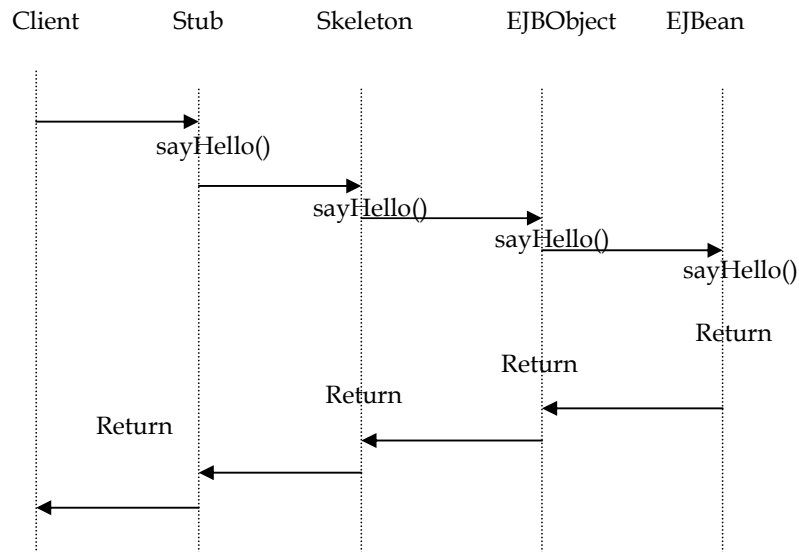 Client Stub Skeleton EJBObject EJBean
sayHello()
sayHello()
sayHello()
sayHello()
Return
Return
Return
Return